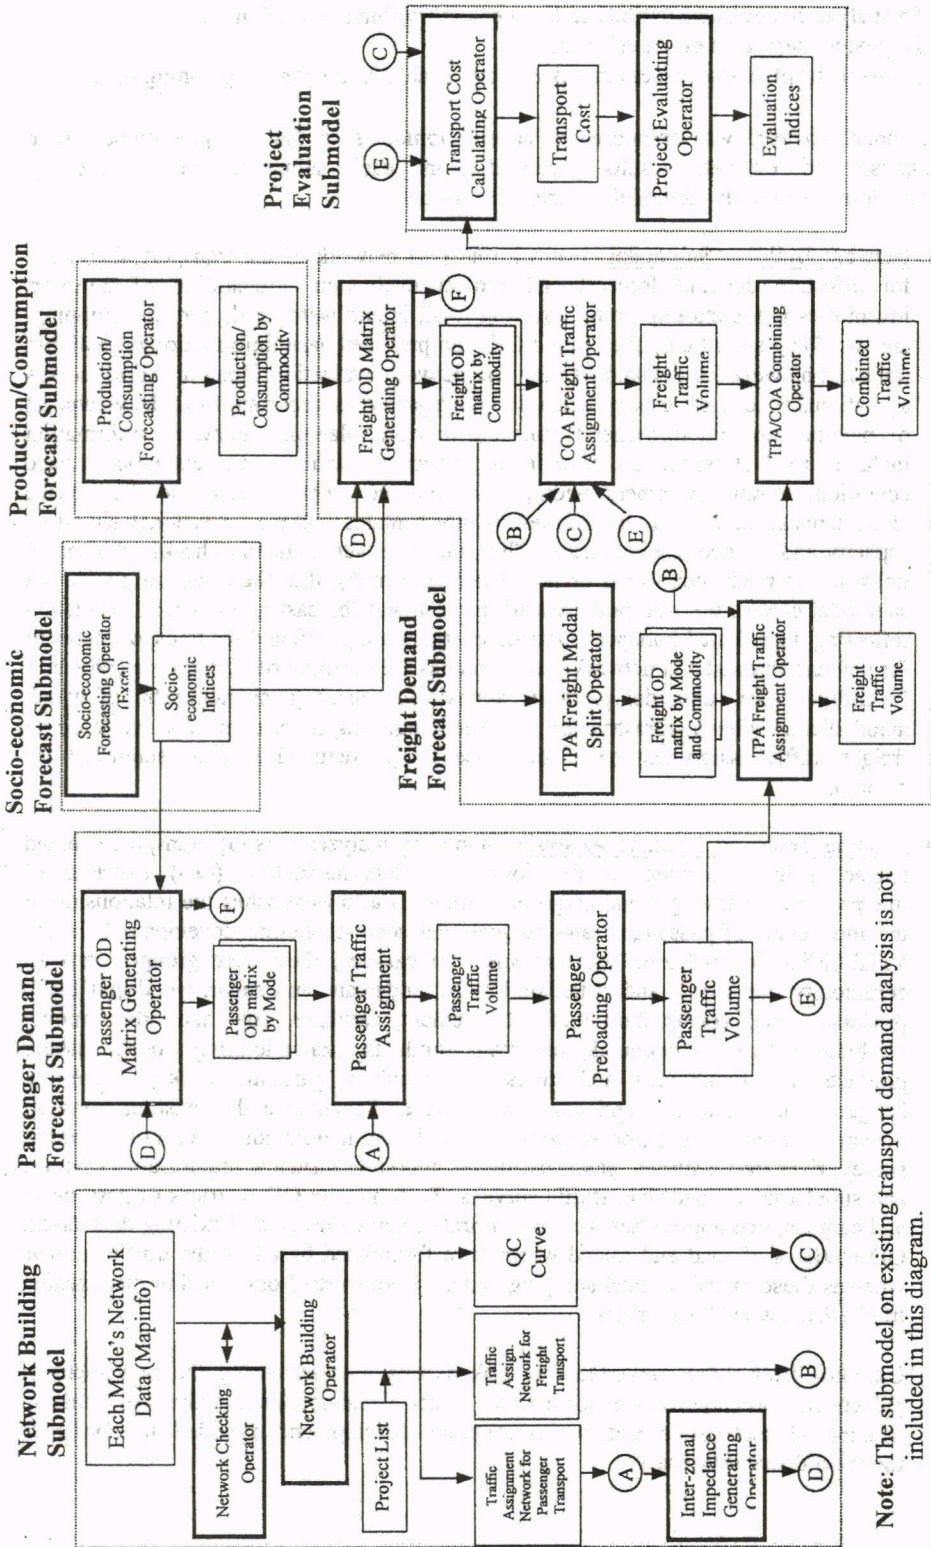 Network Building
Submodel
Each Mode's Network
Data (Mapinfo)
Network Checking
Operator
Network Building
Operator
Project List
Traffic
Assignment
Network for
Passenger
Transport
Traffic
Assign.
Network for
Freight
Transport
QC
Curve
A
B
C
Inter-zonal
Impedance
Generating
Operator
D
Passenger Demand
Forecast Submodel
Passenger OD
Matrix Generating
Operator
D
F
Passenger
OD matrix
by Mode
Passenger Traffic
Assignment
A
Passenger
Traffic
Volume
Passenger
Preloading Operator
Passenger
Traffic
Volume
E
Socio-economic
Forecast Submodel
Socio-economic
Forecasting Operator
(Excel)
Socio-
economic
Indices
Production/Consumption
Forecast Submodel
Production/
Consumption
Forecasting Operator
Production/
Consumption by
Commodity
Freight Demand
Forecast Submodel
Freight OD Matrix
Generating Operator
D
F
Freight OD
matrix by
Commodity
COA Freight Traffic
Assignment Operator
B
C
E
Freight
Traffic
Volume
TPA Freight Modal
Split Operator
Freight OD
matrix by Mode
and Commodity
B
TPA Freight Traffic
Assignment Operator
Freight
Traffic
Volume
TPA/COA Combining
Operator
Combined
Traffic
Volume
Project
Evaluation
Submodel
E
C
Transport Cost
Calculating Operator
Transport
Cost
Project Evaluating
Operator
Evaluation
Indices
Note: The submodel on existing transport demand analysis is not
included in this diagram.